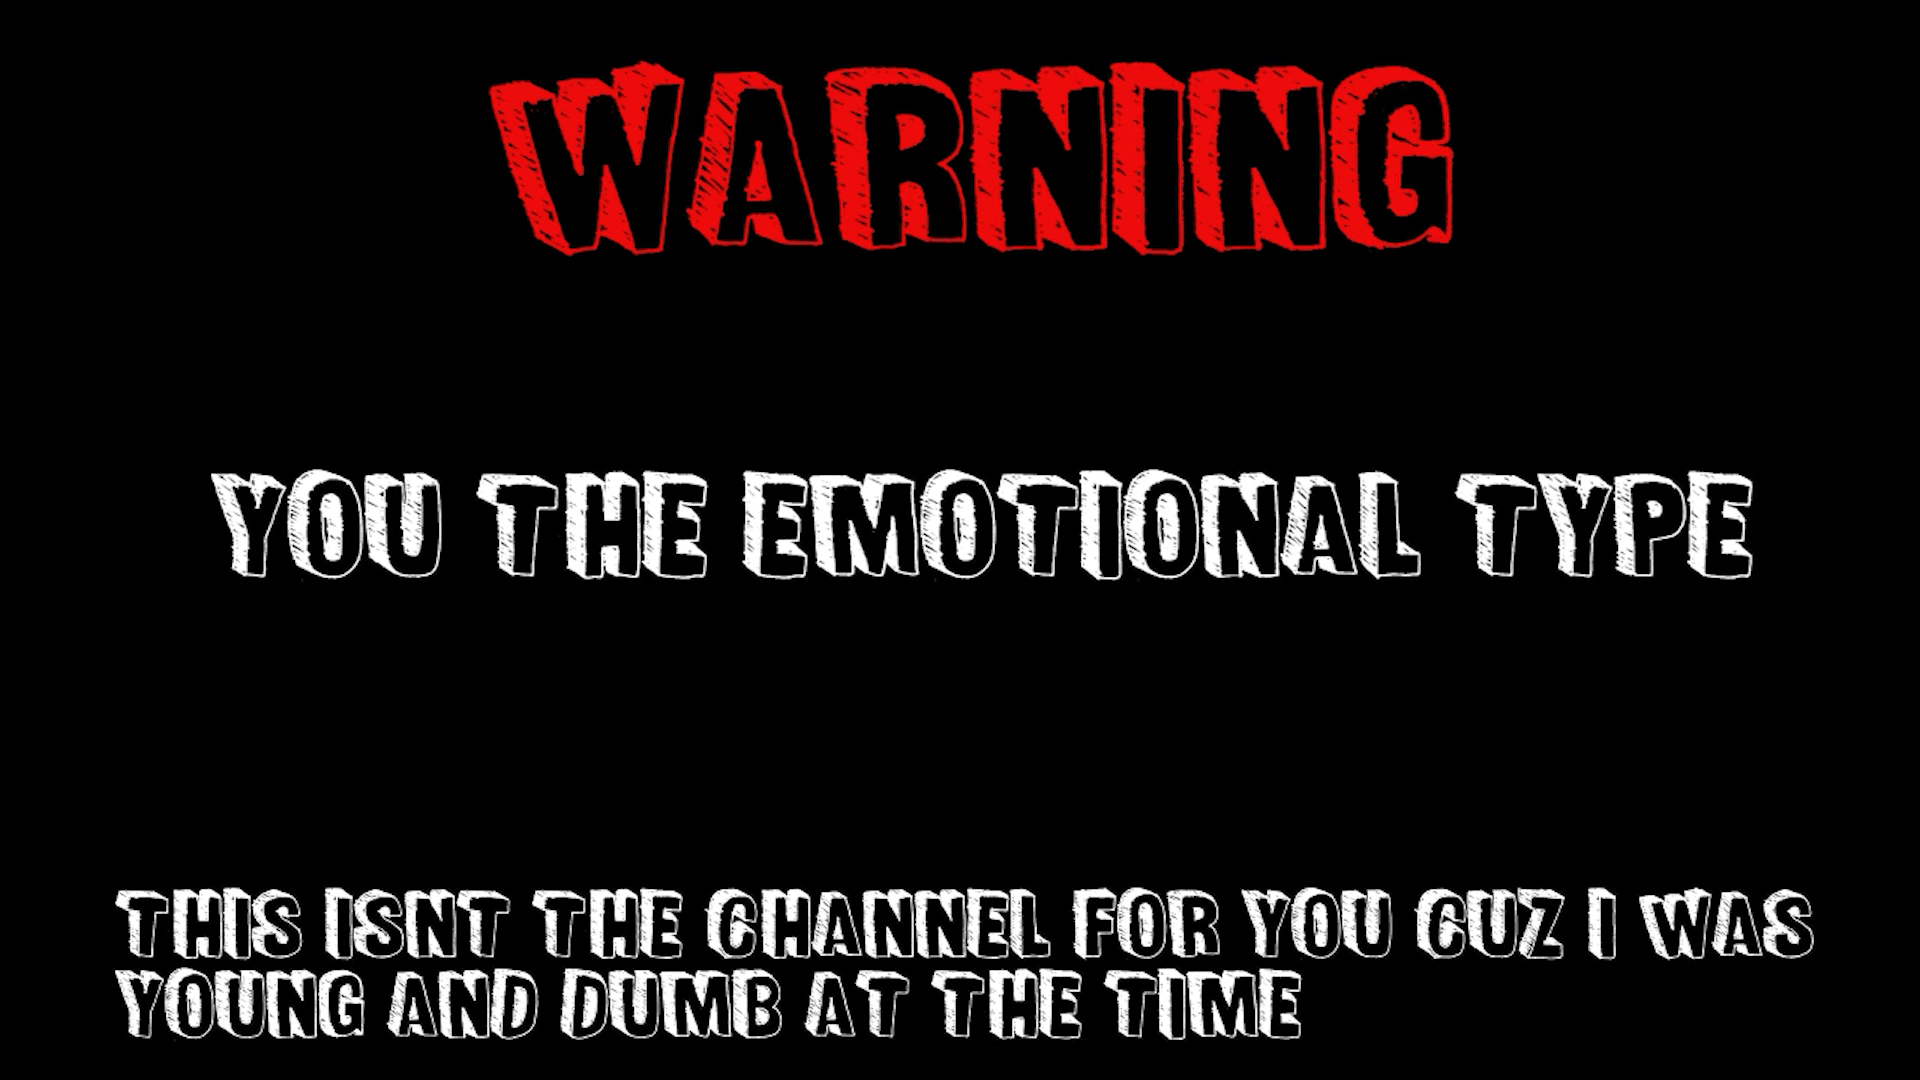 WARNING
YOU THE EMOTIONAL TYPE
THIS ISNT THE CHANNEL FOR YOU CUZ I WAS
YOUNG AND DUMB AT THE TIME